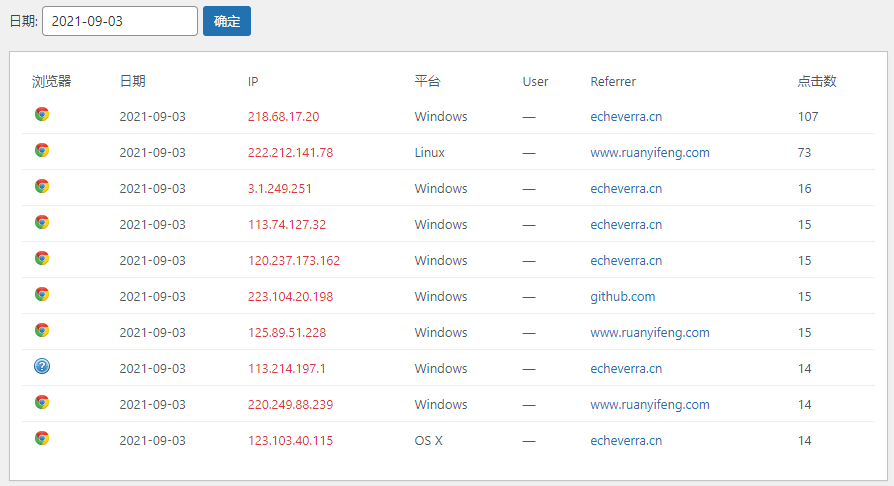 日期: 2021-09-03 确定
浏览器 日期 IP 平台 User Referrer 点击数
2021-09-03 218.68.17.20 Windows — echeverra.cn 107
2021-09-03 222.212.141.78 Linux — www.ruanyifeng.com 73
2021-09-03 3.1.249.251 Windows — echeverra.cn 16
2021-09-03 113.74.127.32 Windows — echeverra.cn 15
2021-09-03 120.237.173.162 Windows — echeverra.cn 15
2021-09-03 223.104.20.198 Windows — github.com 15
2021-09-03 125.89.51.228 Windows — www.ruanyifeng.com 15
2021-09-03 113.214.197.1 Windows — echeverra.cn 14
2021-09-03 220.249.88.239 Windows — www.ruanyifeng.com 14
2021-09-03 123.103.40.115 OS X — echeverra.cn 14